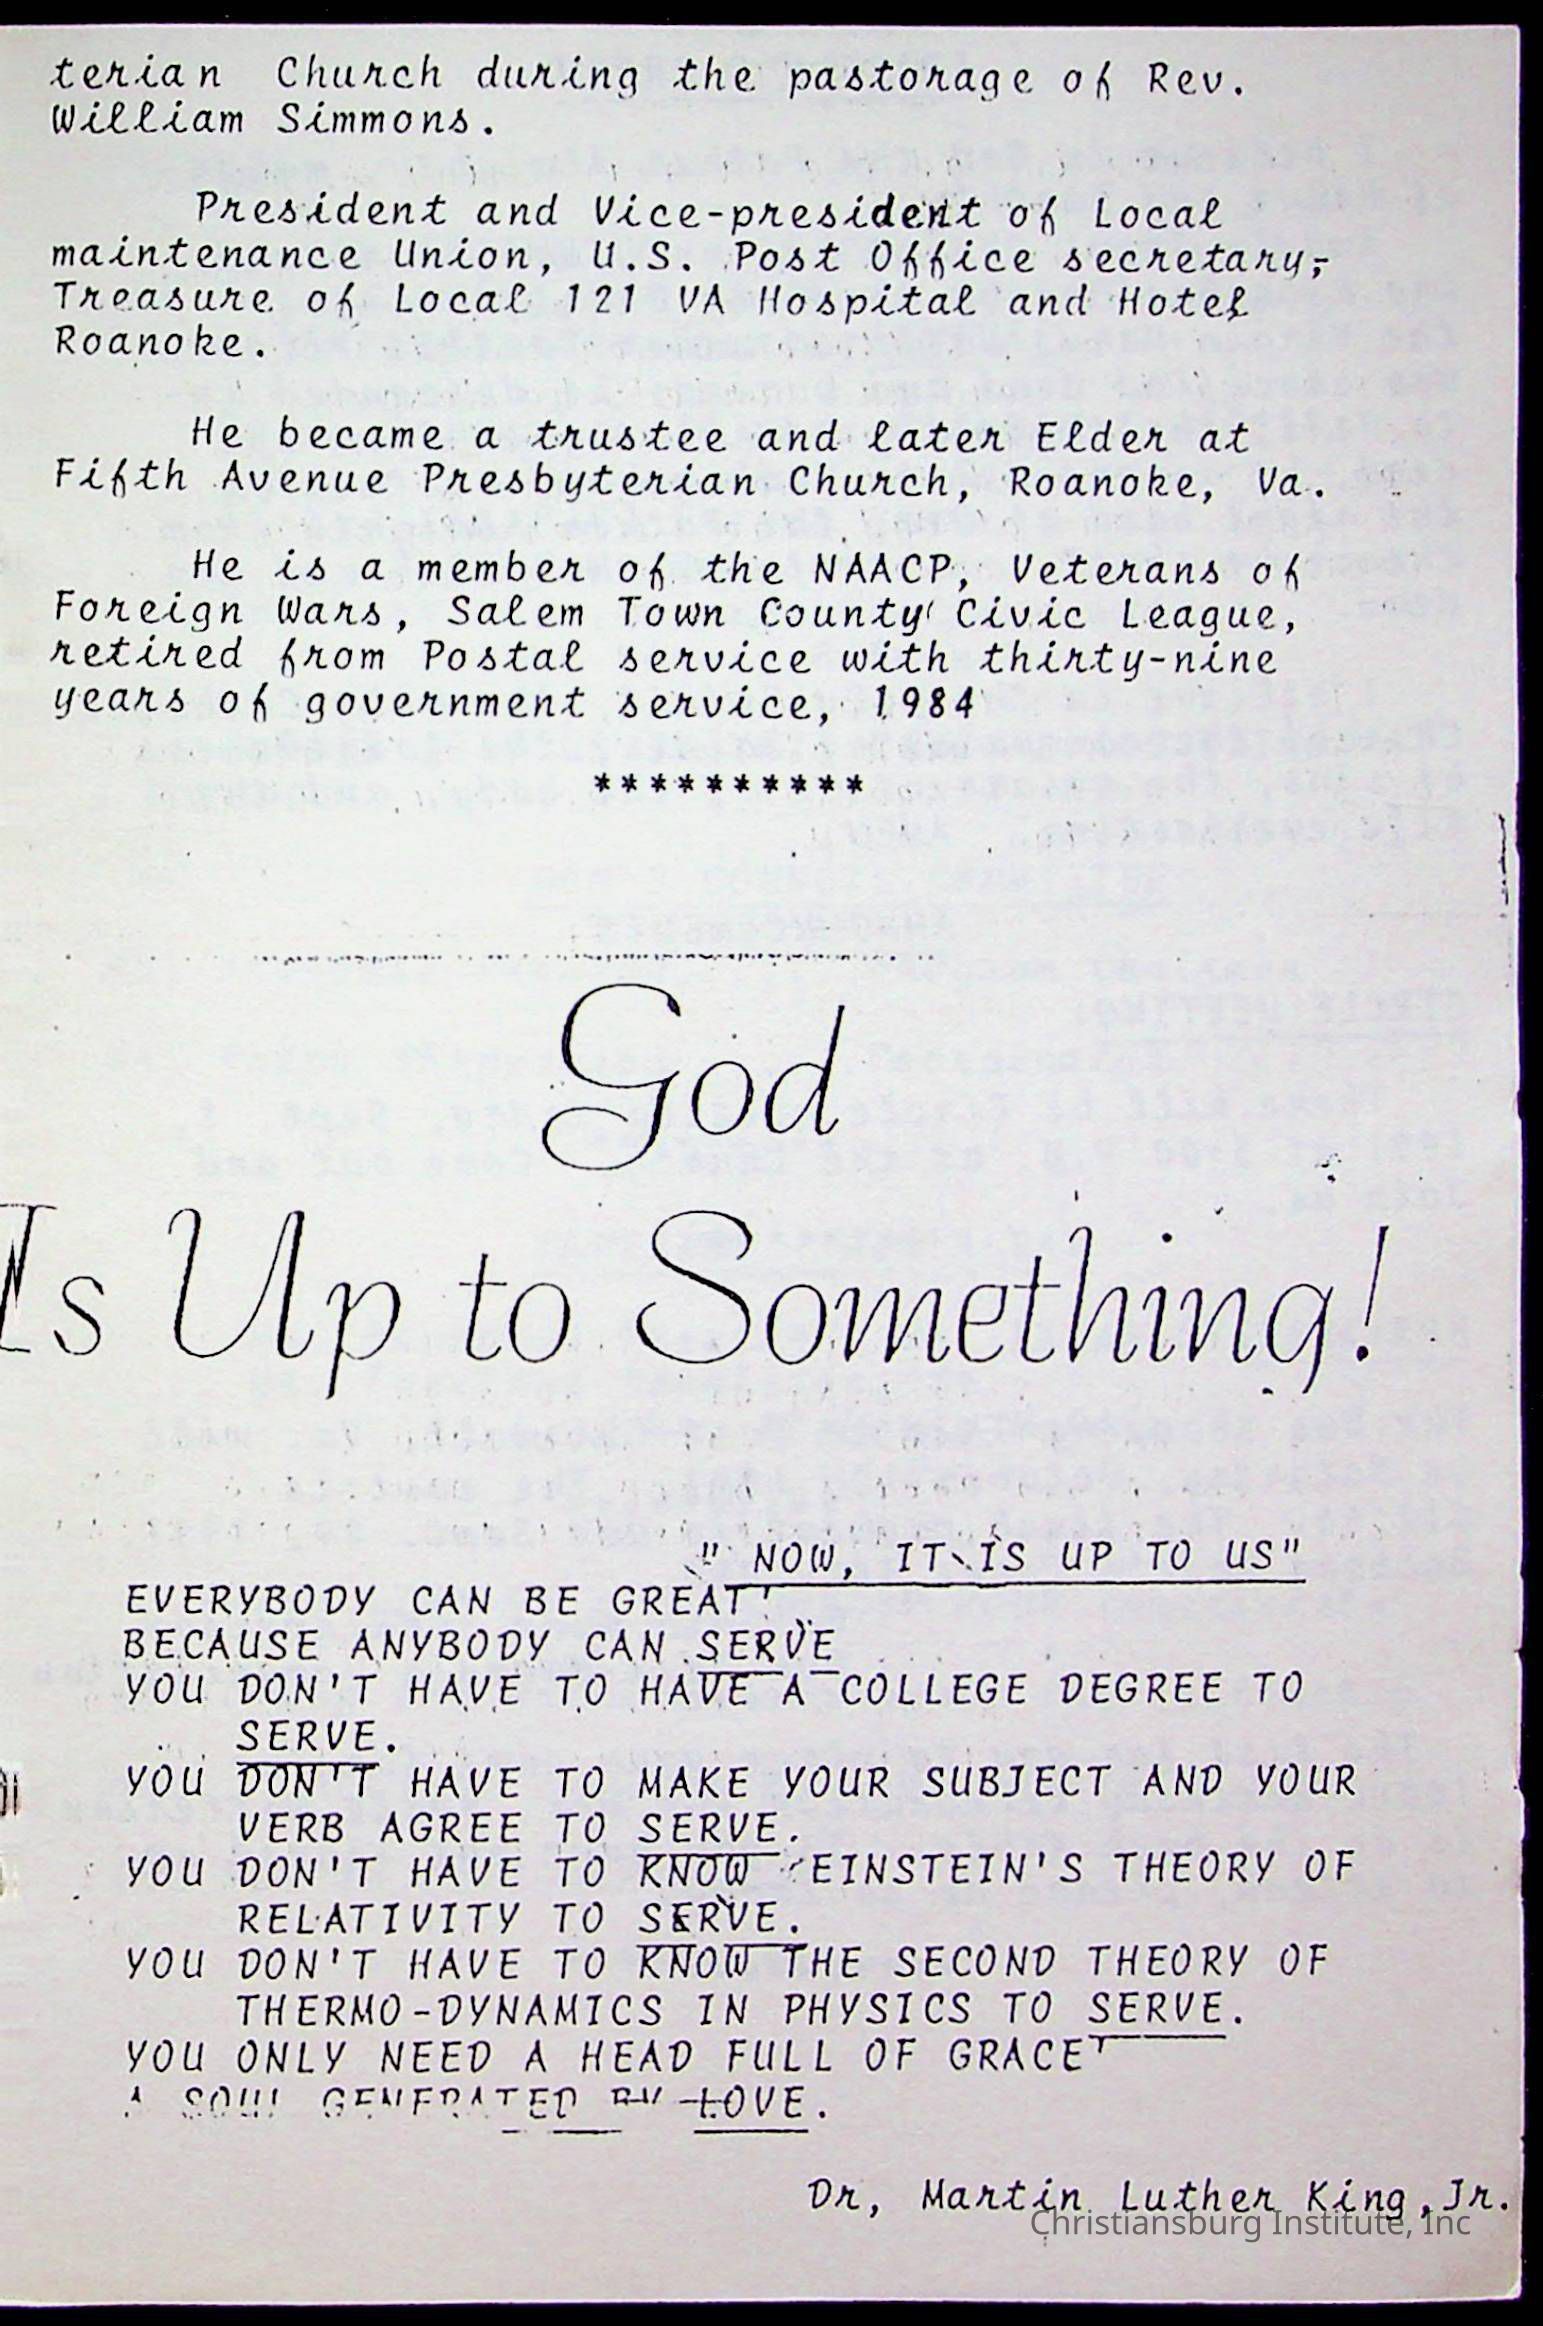 terian Church during the pastorage of Rev.
William Simmons.
President and Vice-president of Local
maintenance Union, U.S. Post Office secretary,-
Treasure of Local 121 VA Hospital and Hotel
Roanoke.
He became a trustee and later Elder at
Fifth Avenue Presbyterian Church, Roanoke, Va.
He is a member of the NAACP, Veterans of
Foreign Wars, Salem Town County Civic League,
retired from Postal service with thirty-nine
years of government service, 1984
**********
God
Is Up to Something!
" NOW, IT IS UP TO US"
EVERYBODY CAN BE GREAT'
BECAUSE ANYBODY CAN SERVE
YOU DON'T HAVE TO HAVE A COLLEGE DEGREE TO
SERVE.
YOU DON'T HAVE TO MAKE YOUR SUBJECT AND YOUR
VERB AGREE TO SERVE.
YOU DON'T HAVE TO KNOW EINSTEIN'S THEORY OF
RELATIVITY TO SERVE.
YOU DON'T HAVE TO KNOW THE SECOND THEORY OF
THERMO-DYNAMICS IN PHYSICS TO SERVE.
YOU ONLY NEED A HEAD FULL OF GRACE'
A SOUL GENERATED BY LOVE.
Dr, Martin Luther King,Jr.
Christiansburg Institute, Inc